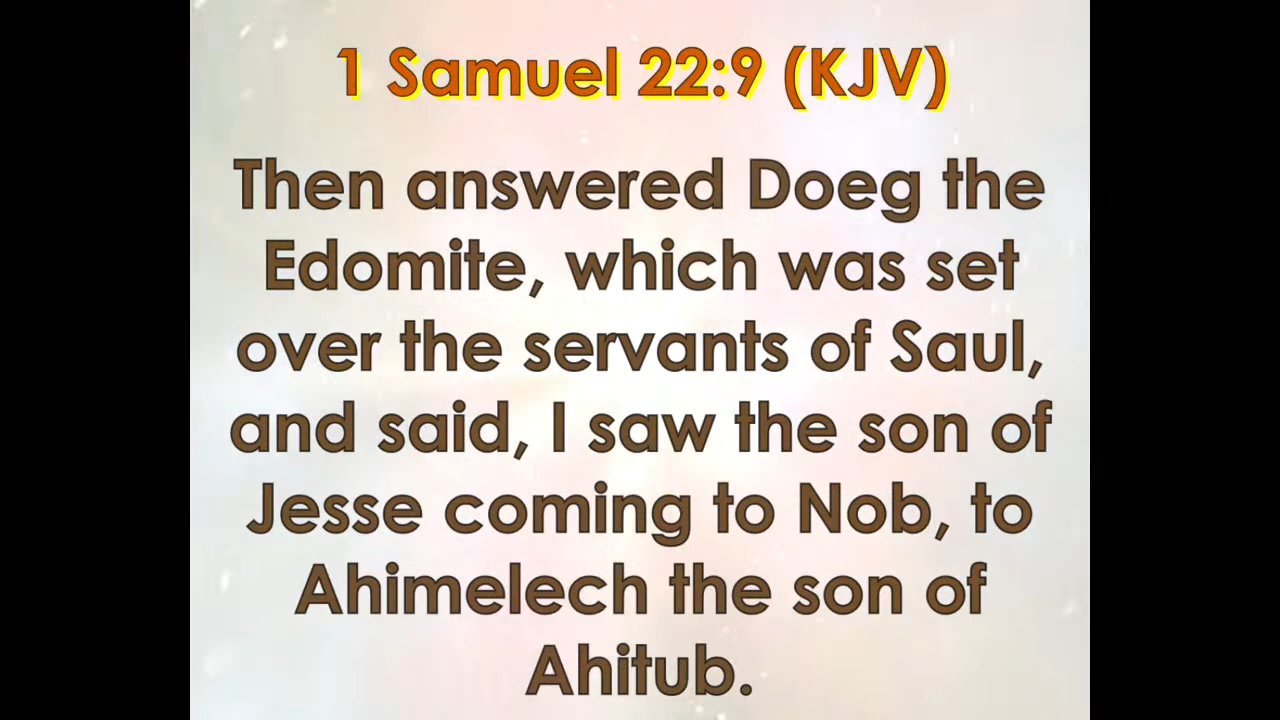 1 Samuel 22:9 (KJV)
Then answered Doeg the
Edomite, which was set
over the servants of Saul,
and said, I saw the son of
Jesse coming to Nob, to
Ahimelech the son of
Ahitub.